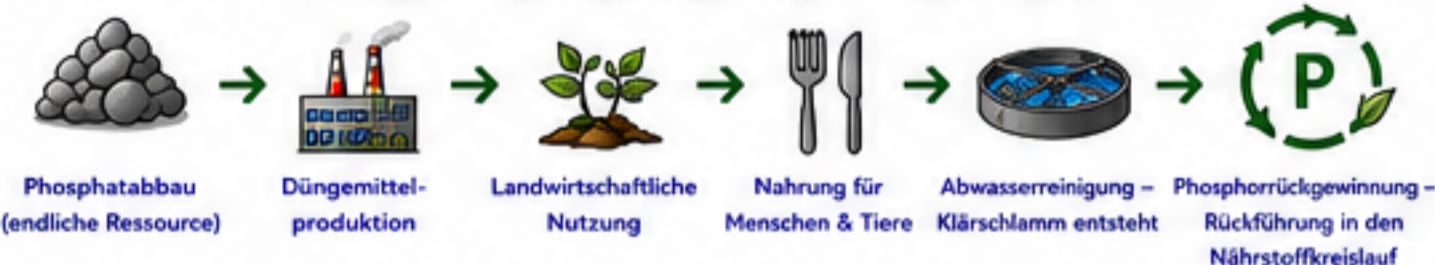 P
Phosphatabbau
(endliche Ressource)
Düngemittel-
produktion
Landwirtschaftliche
Nutzung
Nahrung für
Menschen & Tiere
Abwasserreinigung –
Klärschlamm entsteht
Phosphorrückgewinnung –
Rückführung in den
Nährstoffkreislauf